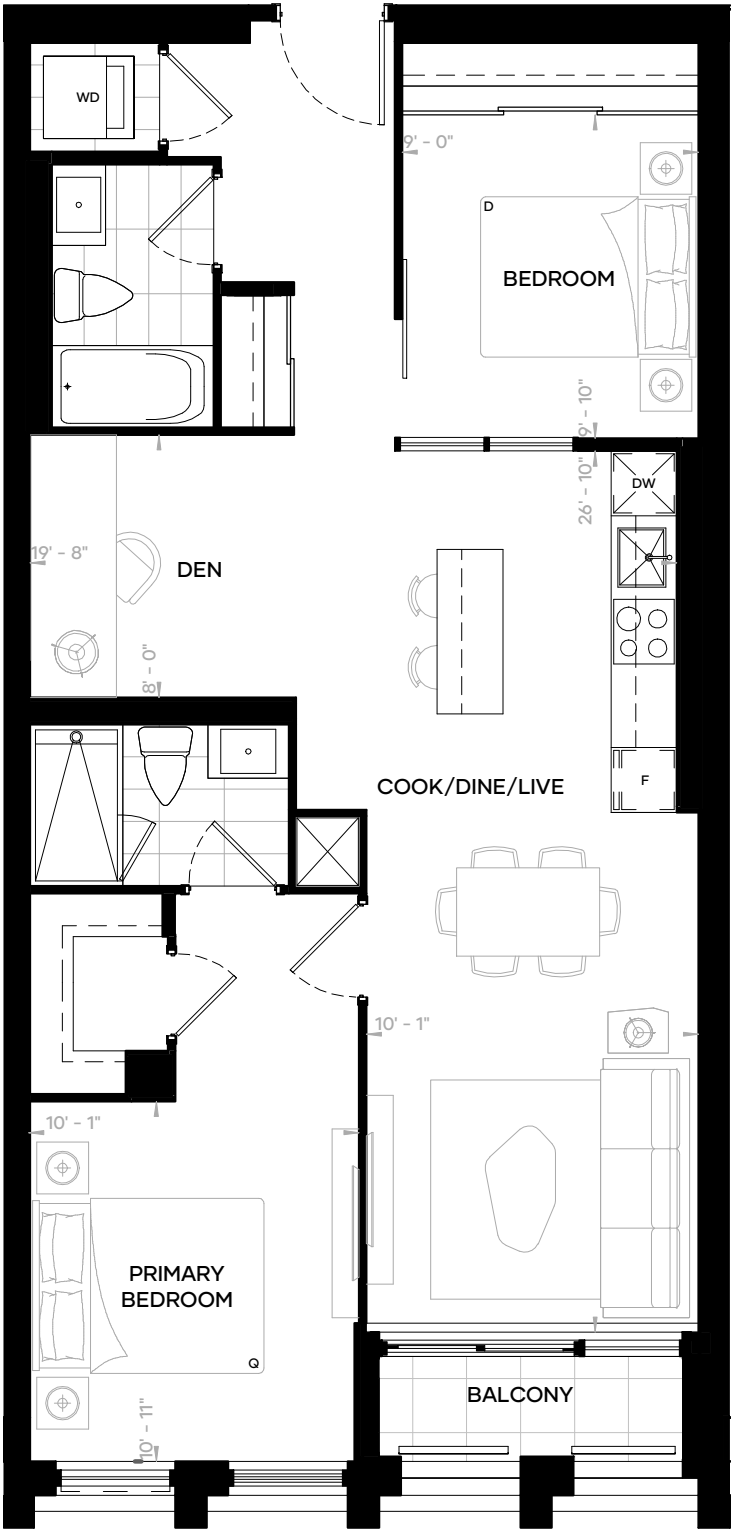 WD
9' - 0"
D
BEDROOM
9' - 10"
26' - 10"
DW
19' - 8"
DEN
8' - 0"
F
COOK/DINE/LIVE
10' - 1"
10' - 1"
PRIMARY
BEDROOM
Q
BALCONY
10' - 11"